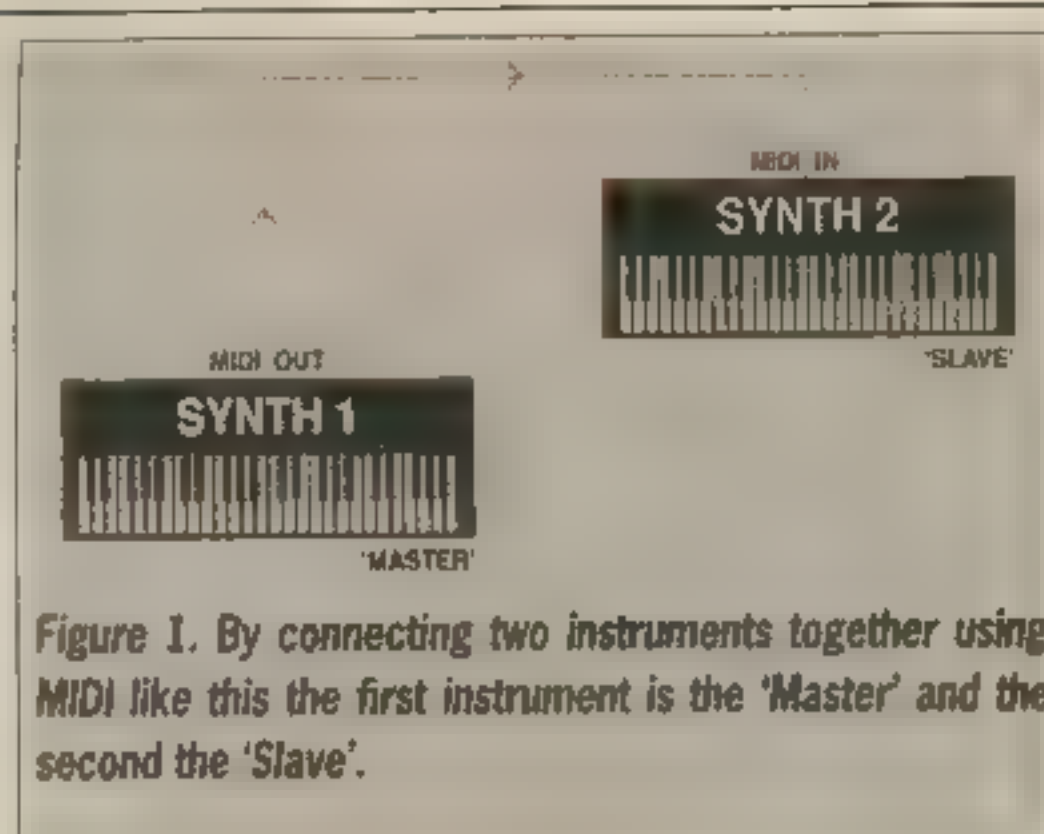 MIDI IN
SYNTH 2
'SLAVE'
MIDI OUT
SYNTH 1
'MASTER'
Figure 1. By connecting two instruments together using
MIDI like this the first instrument is the 'Master' and the
second the 'Slave'.